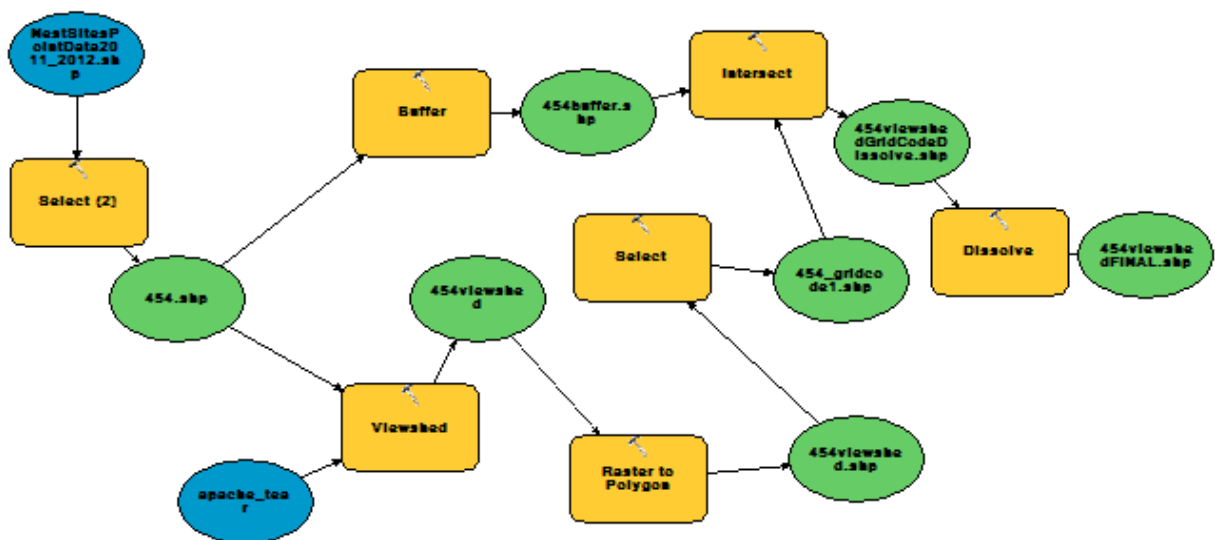 NestSitesP
ointData20
11_2012.sh
p
Select (2)
454.shp
Buffer
454buffer.s
hp
Intersect
454viewshe
dGridCodeD
issolve.shp
Dissolve
454viewshe
dFINAL.shp
Select
454_gridco
de1.shp
454viewshe
d
Viewshed
apache_tea
r
Raster to
Polygon
454viewshe
d.shp